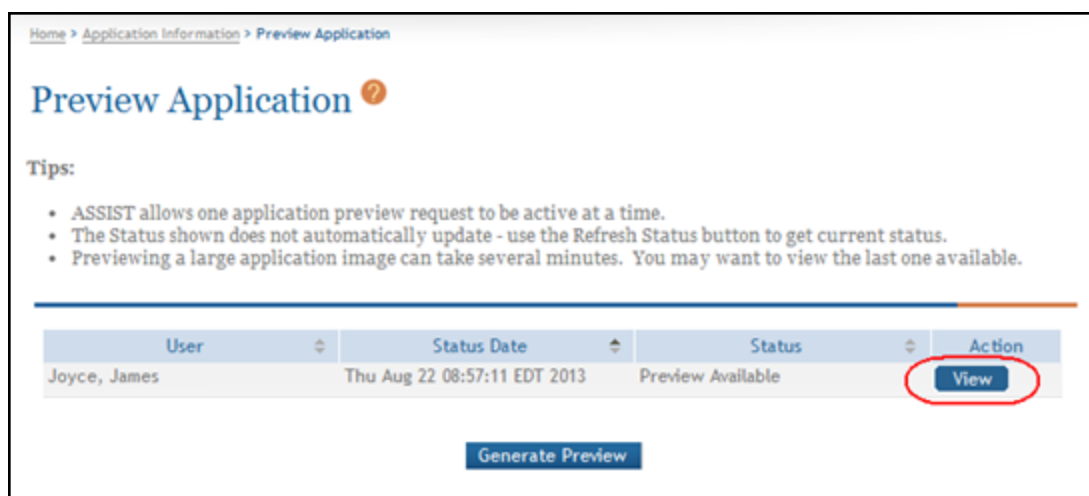 Home > Application Information > Preview Application
Preview Application ?
Tips:
• ASSIST allows one application preview request to be active at a time.
• The Status shown does not automatically update - use the Refresh Status button to get current status.
• Previewing a large application image can take several minutes. You may want to view the last one available.
User Status Date Status Action
Joyce, James Thu Aug 22 08:57:11 EDT 2013 Preview Available View
Generate Preview